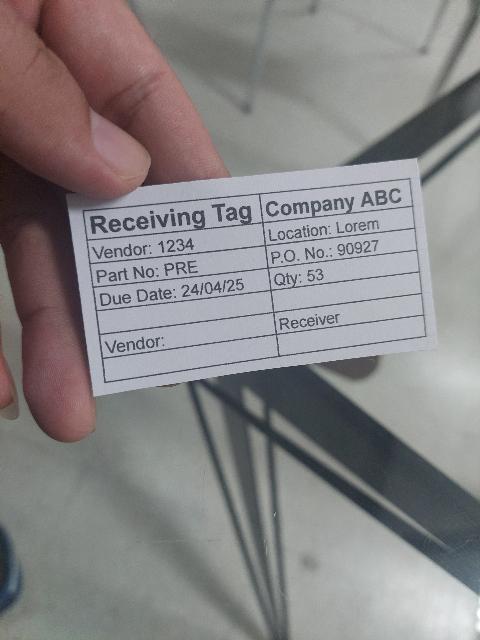 Receiving Tag Company ABC
Vendor: 1234 Location: Lorem
Part No: PRE P.O. No.: 90927
Due Date: 24/04/25 Qty: 53
Vendor: Receiver